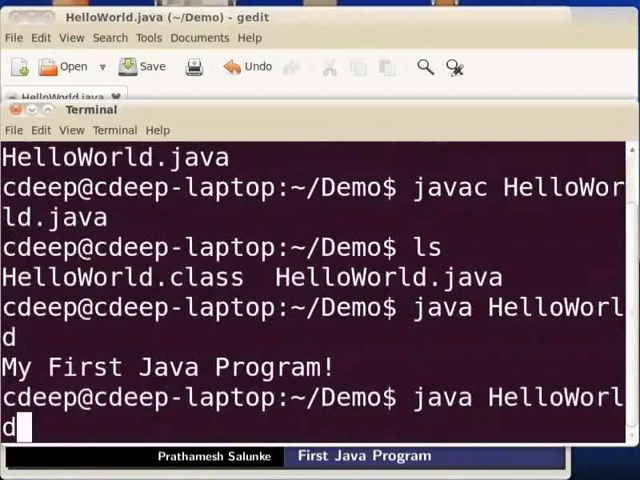 HelloWorld.java (~/Demo) - gedit
File Edit View Search Tools Documents Help
Open Save Undo
HelloWorld.java
Terminal
File Edit View Terminal Help
HelloWorld.java
cdeep@cdeep-laptop:~/Demo$ javac HelloWor
ld.java
cdeep@cdeep-laptop:~/Demo$ ls
HelloWorld.class  HelloWorld.java
cdeep@cdeep-laptop:~/Demo$ java HelloWorl
d
My First Java Program!
cdeep@cdeep-laptop:~/Demo$ java HelloWorl
d
Prathamesh Salunke First Java Program